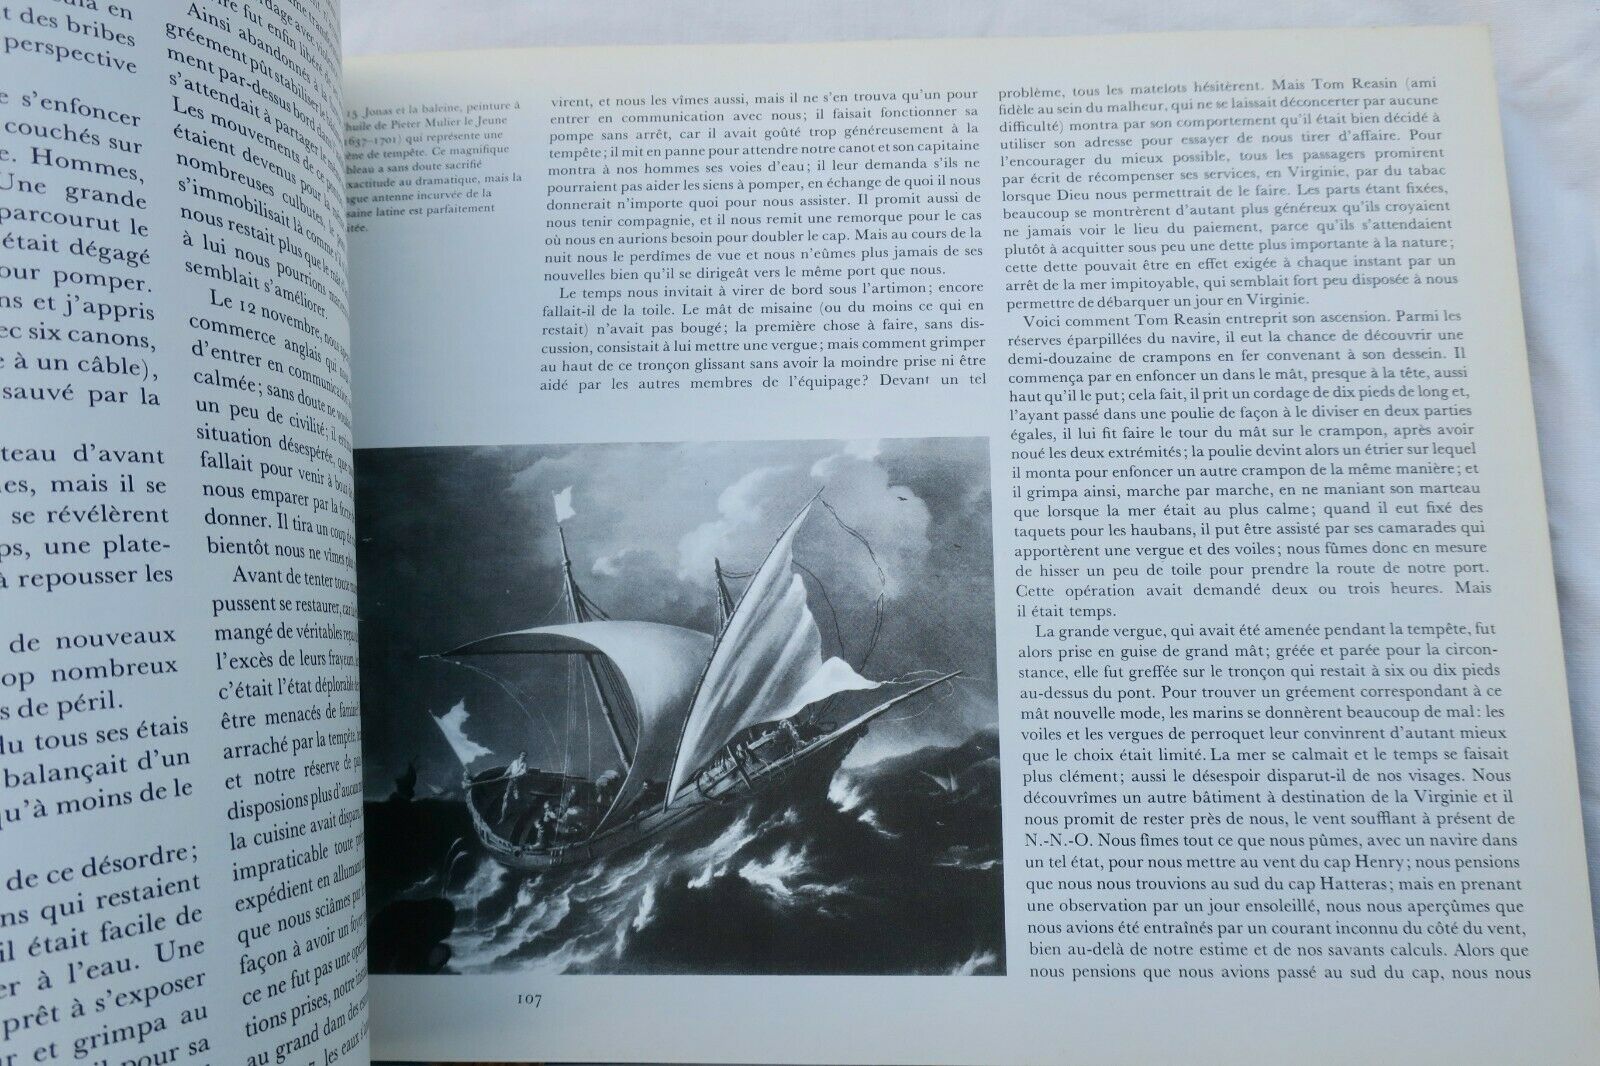 en
t des bribes
perspective
s'enfoncer
couchés sur
e. Hommes,
Une grande
parcourut le
était dégagé
our pomper.
ns et j'appris
ec six canons,
e à un câble),
sauvé par la
teau d'avant
es, mais il se
se révélèrent
ps, une plate-
à repousser les
de nouveaux
op nombreux
s de péril.
du tous ses étais
balançait d'un
qu'à moins de le
de ce désordre;
ns qui restaient
il était facile de
er à l'eau. Une
prêt à s'exposer
ur et grimpa au
pour sa
fut enfin libéré
Ainsi abandonnés à la
gréement pût stabiliser
ment par-dessus bord dans
s'attendait à partager le
Les mouvements de ce
étaient devenus pour la
nombreuses culbutes, le
s'immobilisait là comme
nous restait plus que le mât
à lui nous pourrions
semblait s'améliorer.
Le 12 novembre, nous
commerce anglais qui
d'entrer en communication
calmée; sans doute ne
un peu de civilité; il
situation désespérée, que
fallait pour venir à bout de
nous emparer par la force
donner. Il tira un coup de
bientôt nous ne vîmes plus
Avant de tenter toute
pussent se restaurer, car
mangé de véritables repas
l'excès de leurs frayeurs
c'était l'état déplorable
être menacés de famine
arraché par la tempête
et notre réserve de
disposions plus d'aucun
la cuisine avait disparu
impraticable toute
expédient en allumant
que nous sciâmes par
façon à avoir un foyer
ce ne fut pas une
tions prises, notre
au grand dam des
les eaux
15 Jonas et la baleine, peinture à
huile de Pieter Mulier le Jeune
1637–1701) qui représente une
ène de tempête. Ce magnifique
bleau a sans doute sacrifié
xactitude au dramatique, mais la
gue antenne incurvée de la
saine latine est parfaitement
itée.
virent, et nous les vîmes aussi, mais il ne s'en trouva qu'un pour
entrer en communication avec nous; il faisait fonctionner sa
pompe sans arrêt, car il avait goûté trop généreusement à la
tempête; il mit en panne pour attendre notre canot et son capitaine
montra à nos hommes ses voies d'eau; il leur demanda s'ils ne
pourraient pas aider les siens à pomper, en échange de quoi il nous
donnerait n'importe quoi pour nous assister. Il promit aussi de
nous tenir compagnie, et il nous remit une remorque pour le cas
où nous en aurions besoin pour doubler le cap. Mais au cours de la
nuit nous le perdîmes de vue et nous n'eûmes plus jamais de ses
nouvelles bien qu'il se dirigeât vers le même port que nous.
Le temps nous invitait à virer de bord sous l'artimon; encore
fallait-il de la toile. Le mât de misaine (ou du moins ce qui en
restait) n'avait pas bougé; la première chose à faire, sans dis-
cussion, consistait à lui mettre une vergue; mais comment grimper
au haut de ce tronçon glissant sans avoir la moindre prise ni être
aidé par les autres membres de l'équipage? Devant un tel
107
problème, tous les matelots hésitèrent. Mais Tom Reasin (ami
fidèle au sein du malheur, qui ne se laissait déconcerter par aucune
difficulté) montra par son comportement qu'il était bien décidé à
utiliser son adresse pour essayer de nous tirer d'affaire. Pour
l'encourager du mieux possible, tous les passagers promirent
par écrit de récompenser ses services, en Virginie, par du tabac
lorsque Dieu nous permettrait de le faire. Les parts étant fixées,
beaucoup se montrèrent d'autant plus généreux qu'ils croyaient
ne jamais voir le lieu du paiement, parce qu'ils s'attendaient
plutôt à acquitter sous peu une dette plus importante à la nature;
cette dette pouvait être en effet exigée à chaque instant par un
arrêt de la mer impitoyable, qui semblait fort peu disposée à nous
permettre de débarquer un jour en Virginie.
Voici comment Tom Reasin entreprit son ascension. Parmi les
réserves éparpillées du navire, il eut la chance de découvrir une
demi-douzaine de crampons en fer convenant à son dessein. Il
commença par en enfoncer un dans le mât, presque à la tête, aussi
haut qu'il le put; cela fait, il prit un cordage de dix pieds de long et,
l'ayant passé dans une poulie de façon à le diviser en deux parties
égales, il lui fit faire le tour du mât sur le crampon, après avoir
noué les deux extrémités; la poulie devint alors un étrier sur lequel
il monta pour enfoncer un autre crampon de la même manière; et
il grimpa ainsi, marche par marche, en ne maniant son marteau
que lorsque la mer était au plus calme; quand il eut fixé des
taquets pour les haubans, il put être assisté par ses camarades qui
apportèrent une vergue et des voiles; nous fûmes donc en mesure
de hisser un peu de toile pour prendre la route de notre port.
Cette opération avait demandé deux ou trois heures. Mais
il était temps.
La grande vergue, qui avait été amenée pendant la tempête, fut
alors prise en guise de grand mât; gréée et parée pour la circon-
stance, elle fut greffée sur le tronçon qui restait à six ou dix pieds
au-dessus du pont. Pour trouver un gréement correspondant à ce
mât nouvelle mode, les marins se donnèrent beaucoup de mal: les
voiles et les vergues de perroquet leur convinrent d'autant mieux
que le choix était limité. La mer se calmait et le temps se faisait
plus clément; aussi le désespoir disparut-il de nos visages. Nous
découvrîmes un autre bâtiment à destination de la Virginie et il
nous promit de rester près de nous, le vent soufflant à présent de
N.-N.-O. Nous fîmes tout ce que nous pûmes, avec un navire dans
un tel état, pour nous mettre au vent du cap Henry; nous pensions
que nous nous trouvions au sud du cap Hatteras; mais en prenant
une observation par un jour ensoleillé, nous nous aperçûmes que
nous avions été entraînés par un courant inconnu du côté du vent,
bien au-delà de notre estime et de nos savants calculs. Alors que
nous pensions que nous avions passé au sud du cap, nous nous